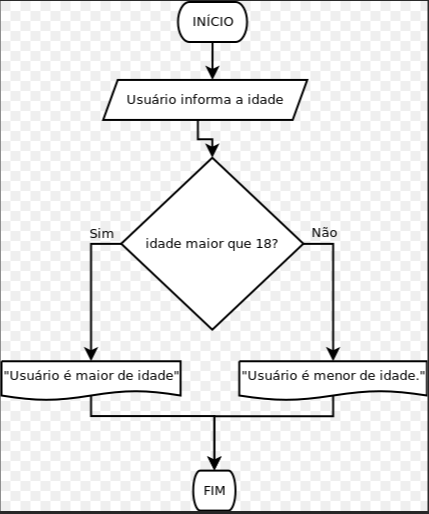 INÍCIO
Usuário informa a idade
idade maior que 18?
Sim
Não
"Usuário é maior de idade"
"Usuário é menor de idade."
FIM